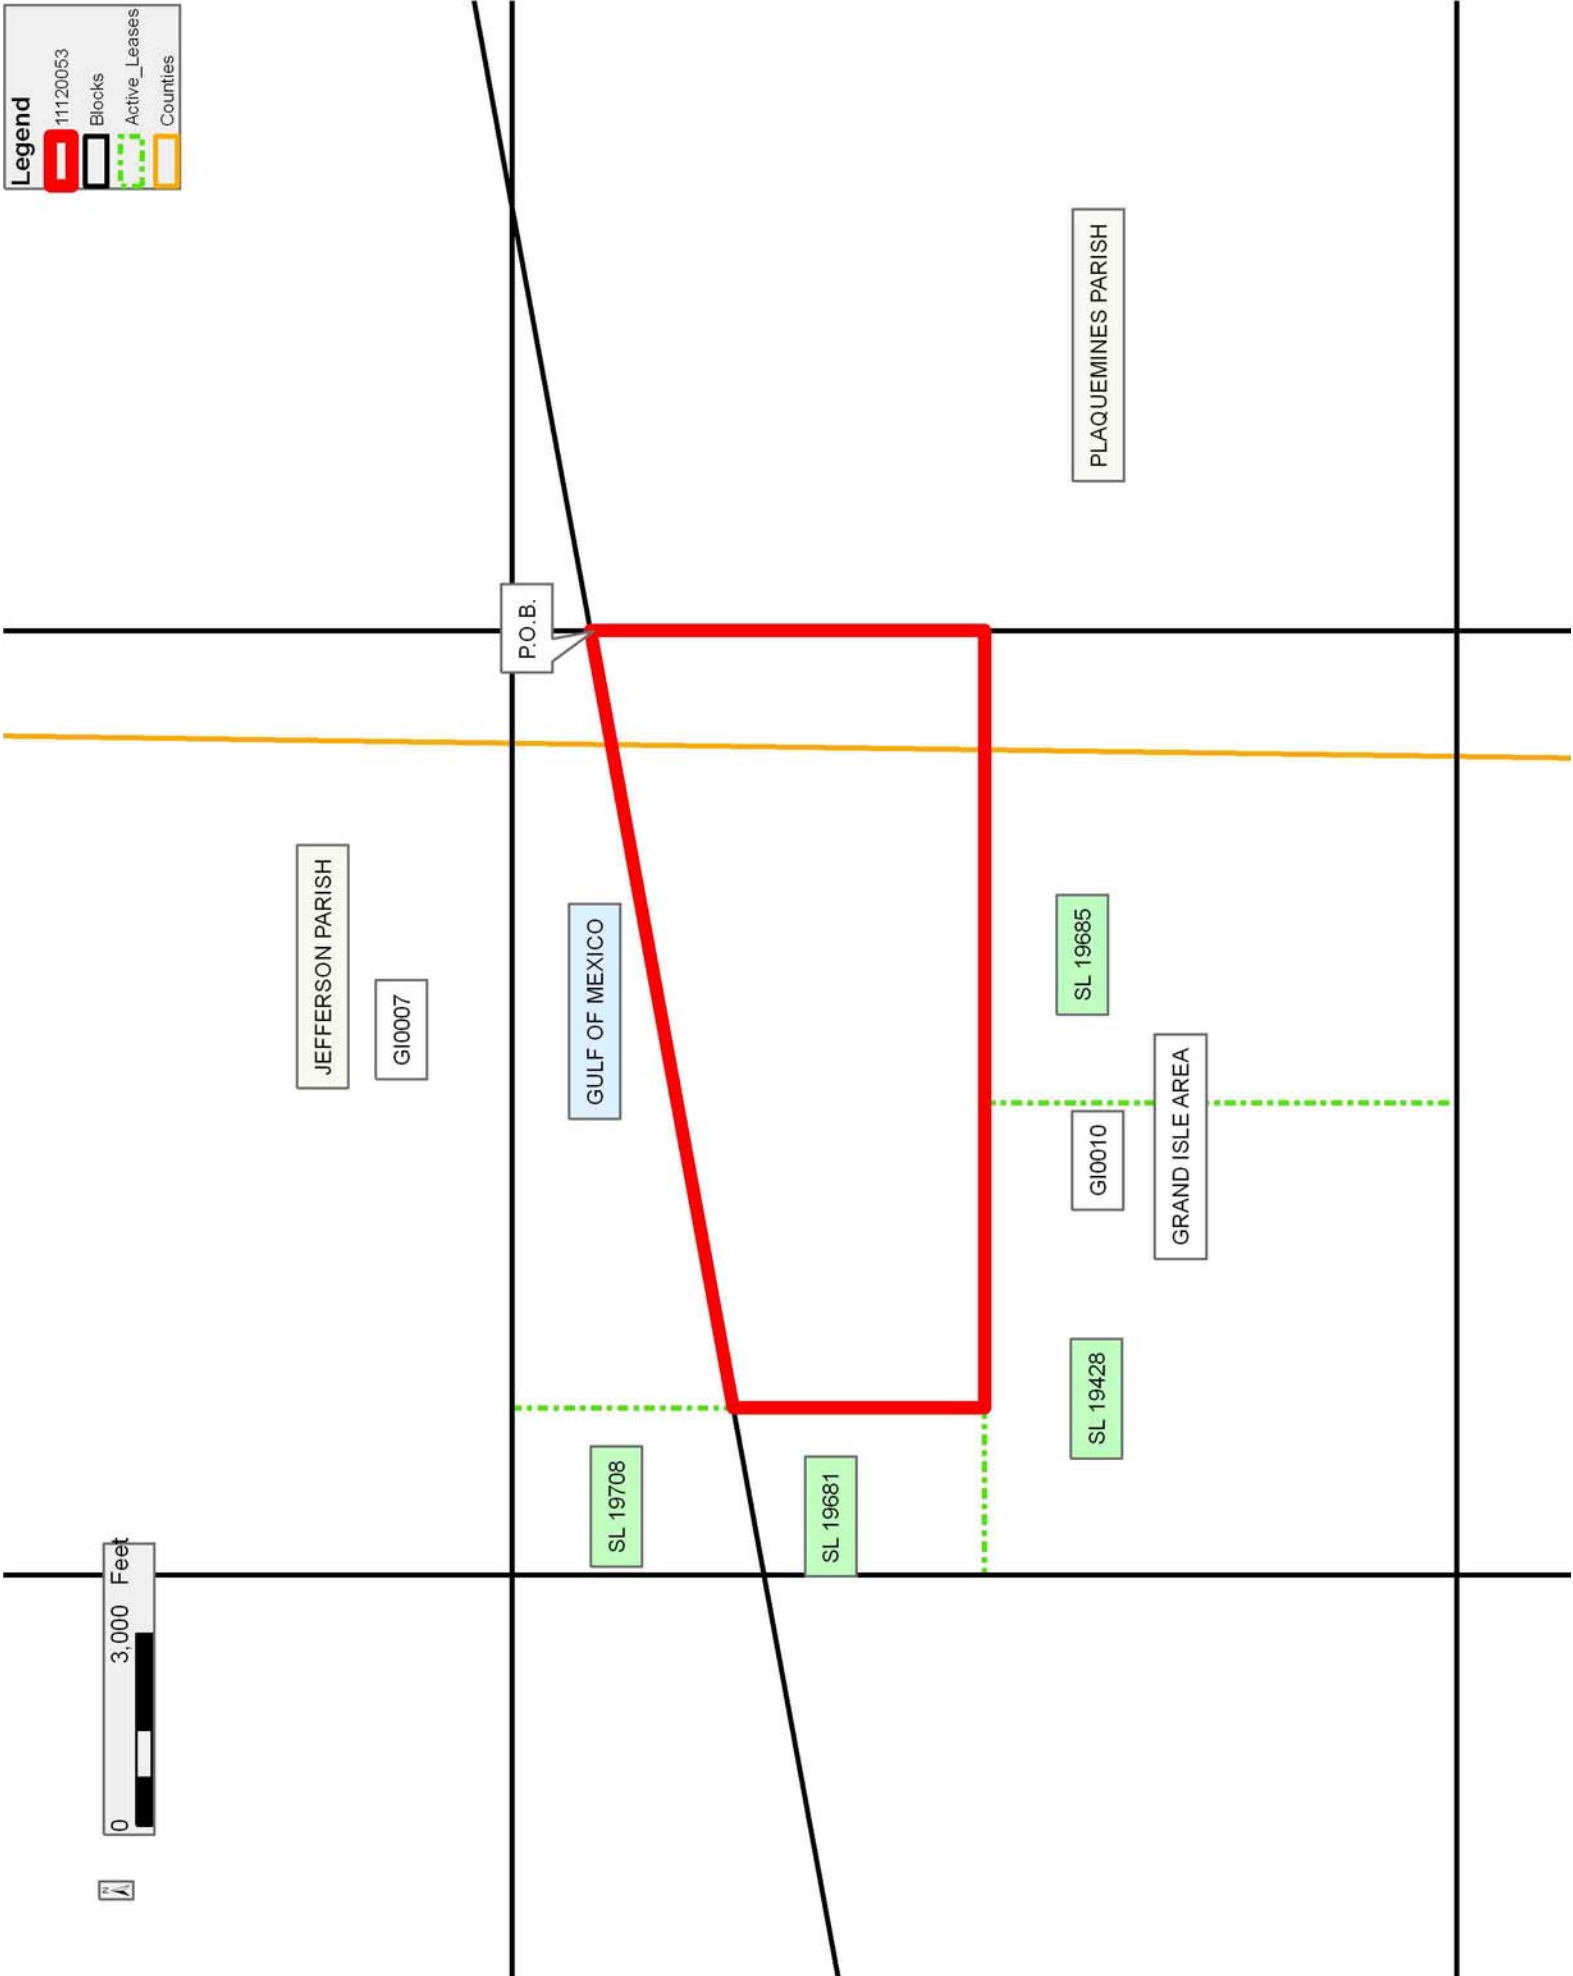 Legend
11120053
Blocks
Active_Leases
Counties
0 3,000 Feet
N
JEFFERSON PARISH
GI0007
P.O.B.
GULF OF MEXICO
SL 19708
SL 19681
PLAQUEMINES PARISH
SL 19685
GI0010
SL 19428
GRAND ISLE AREA